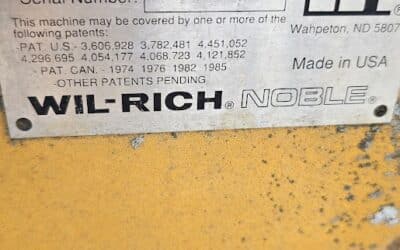 Serial Number:
This machine may be covered by one or more of the
following patents:
-PAT. U.S.- 3,606,928 3,782,481 4,451,052
4,296,695 4,054,177 4,068,723 4,121,852
-PAT. CAN. - 1974 1976 1982 1985
-OTHER PATENTS PENDING
®
Wahpeton, ND 5807
Made in USA
WIL-RICH® NOBLE®